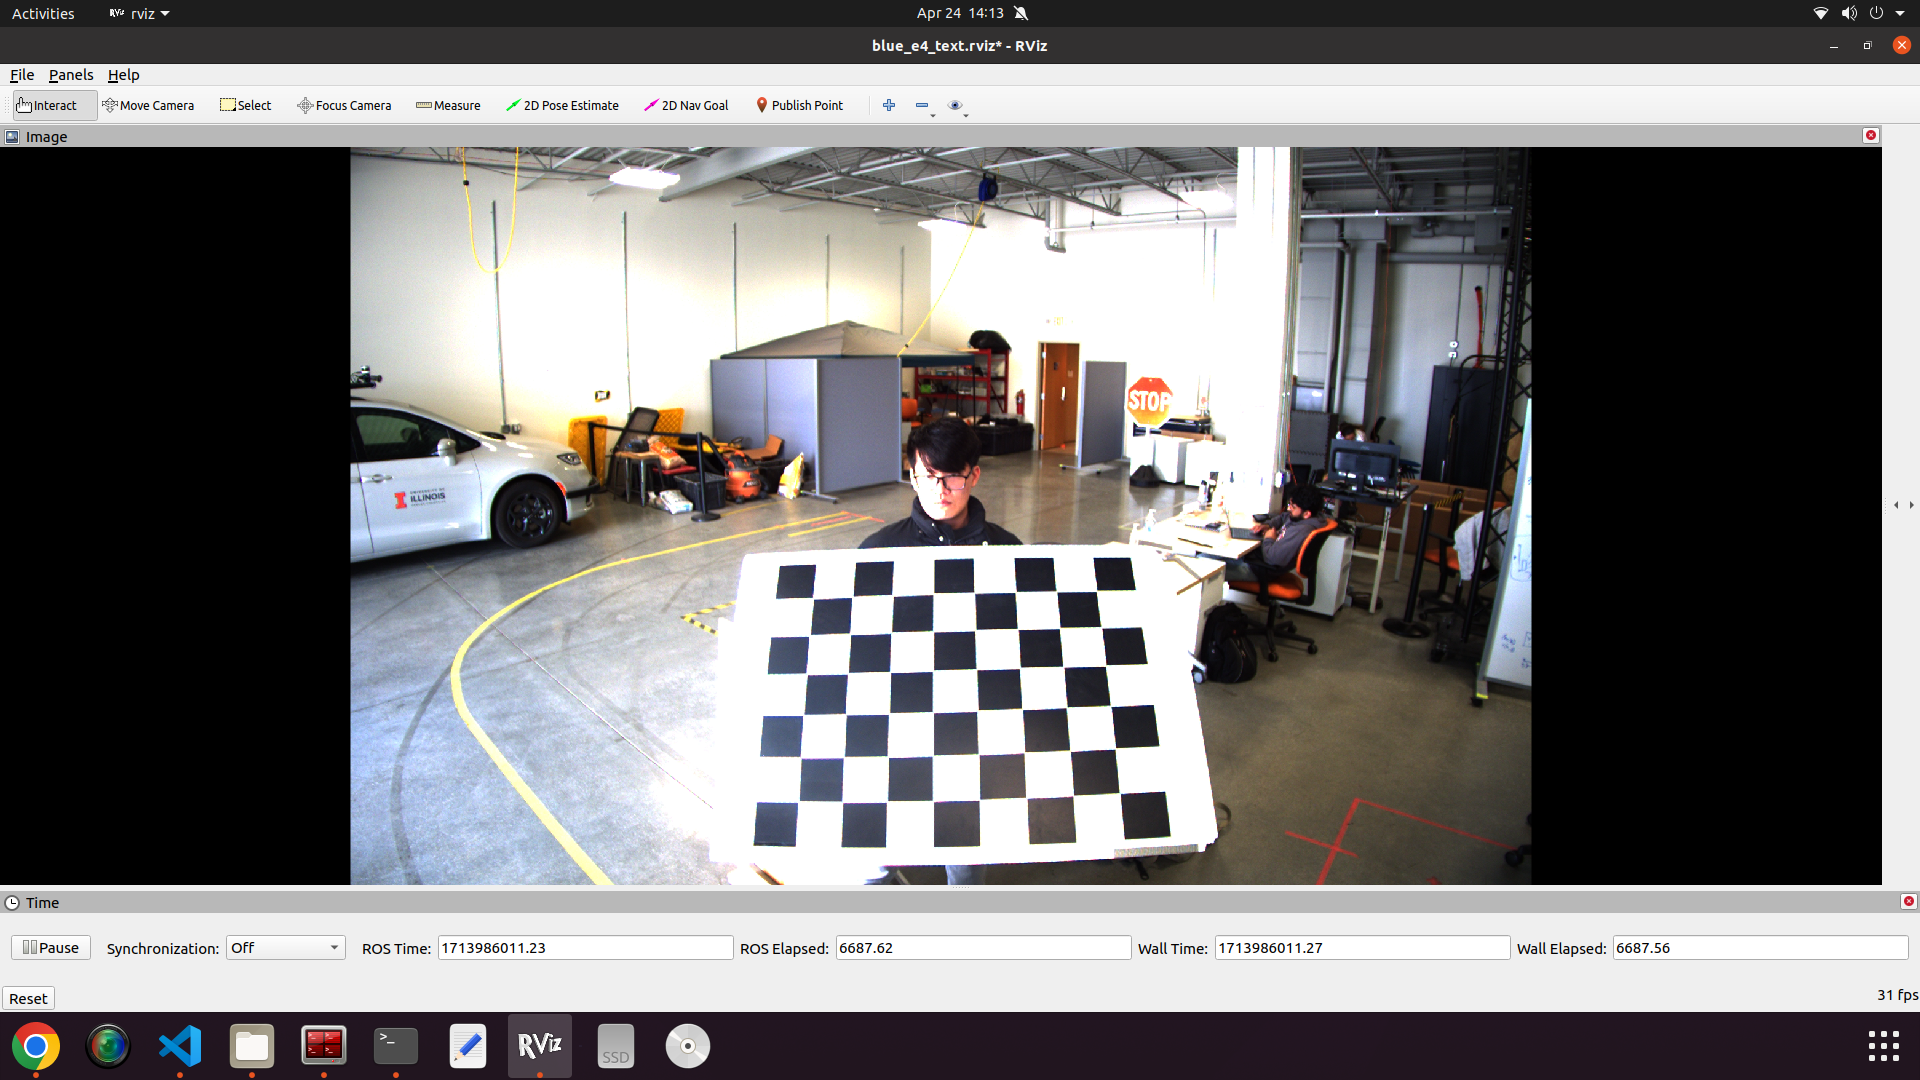 Activities
RViz rviz
Apr 24 14:13
blue_e4_text.rviz* - RViz
File Panels Help
Interact Move Camera Select Focus Camera Measure 2D Pose Estimate 2D Nav Goal Publish Point
Image
STOP
ILLINOIS
Time
Pause Synchronization: Off ROS Time: 1713986011.23 ROS Elapsed: 6687.62 Wall Time: 1713986011.27 Wall Elapsed: 6687.56
Reset
31 fps
>_
RViz
SSD